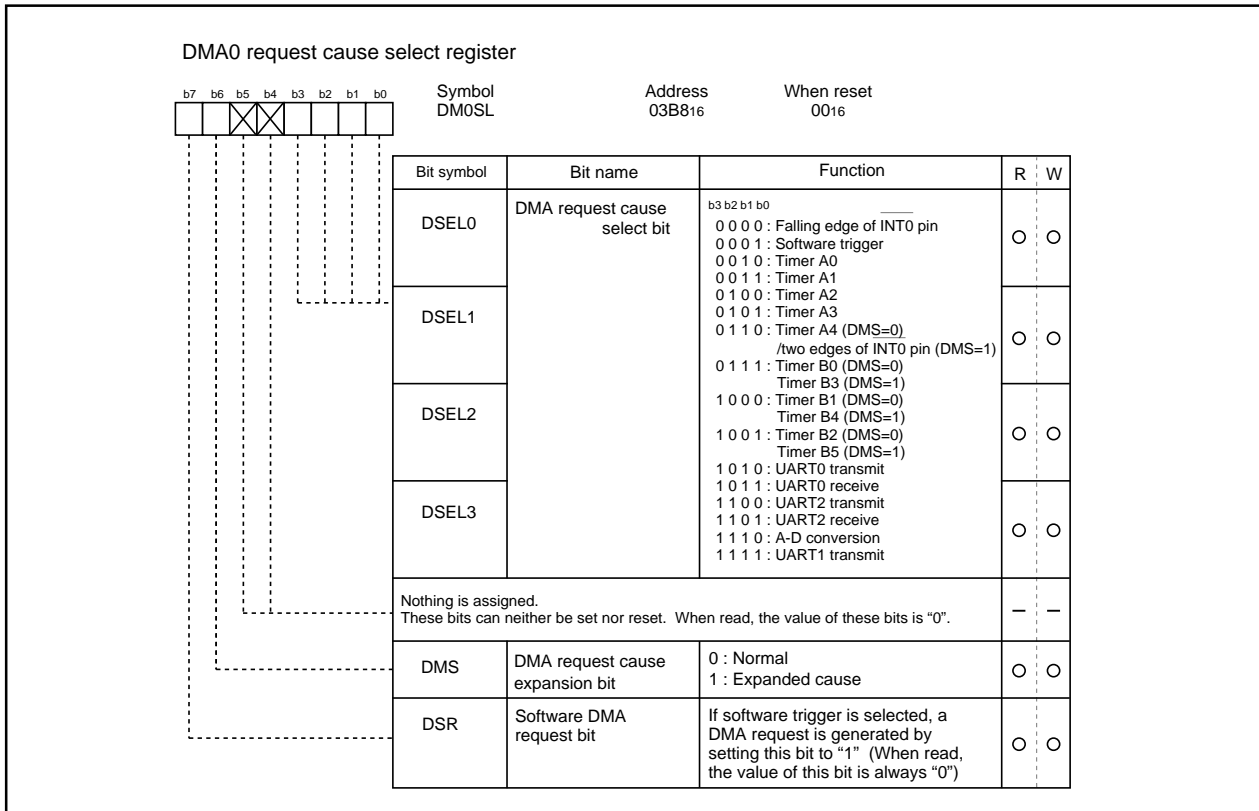 DMA0 request cause select register
b7 b6 b5 b4 b3 b2 b1 b0
Symbol Address When reset
DM0SL 03B816 0016
Bit symbol Bit name Function R W
DSEL0
DMA request cause
select bit
b3 b2 b1 b0
0 0 0 0 : Falling edge of INT0 pin
0 0 0 1 : Software trigger
0 0 1 0 : Timer A0
0 0 1 1 : Timer A1
0 1 0 0 : Timer A2
0 1 0 1 : Timer A3
0 1 1 0 : Timer A4 (DMS=0)
/two edges of INT0 pin (DMS=1)
0 1 1 1 : Timer B0 (DMS=0)
Timer B3 (DMS=1)
1 0 0 0 : Timer B1 (DMS=0)
Timer B4 (DMS=1)
1 0 0 1 : Timer B2 (DMS=0)
Timer B5 (DMS=1)
1 0 1 0 : UART0 transmit
1 0 1 1 : UART0 receive
1 1 0 0 : UART2 transmit
1 1 0 1 : UART2 receive
1 1 1 0 : A-D conversion
1 1 1 1 : UART1 transmit
DSEL1
DSEL2
DSEL3
Nothing is assigned.
These bits can neither be set nor reset. When read, the value of these bits is “0”.
– –
DMS
DMA request cause
expansion bit
0 : Normal
1 : Expanded cause
DSR
Software DMA
request bit
If software trigger is selected, a
DMA request is generated by
setting this bit to “1” (When read,
the value of this bit is always “0”)